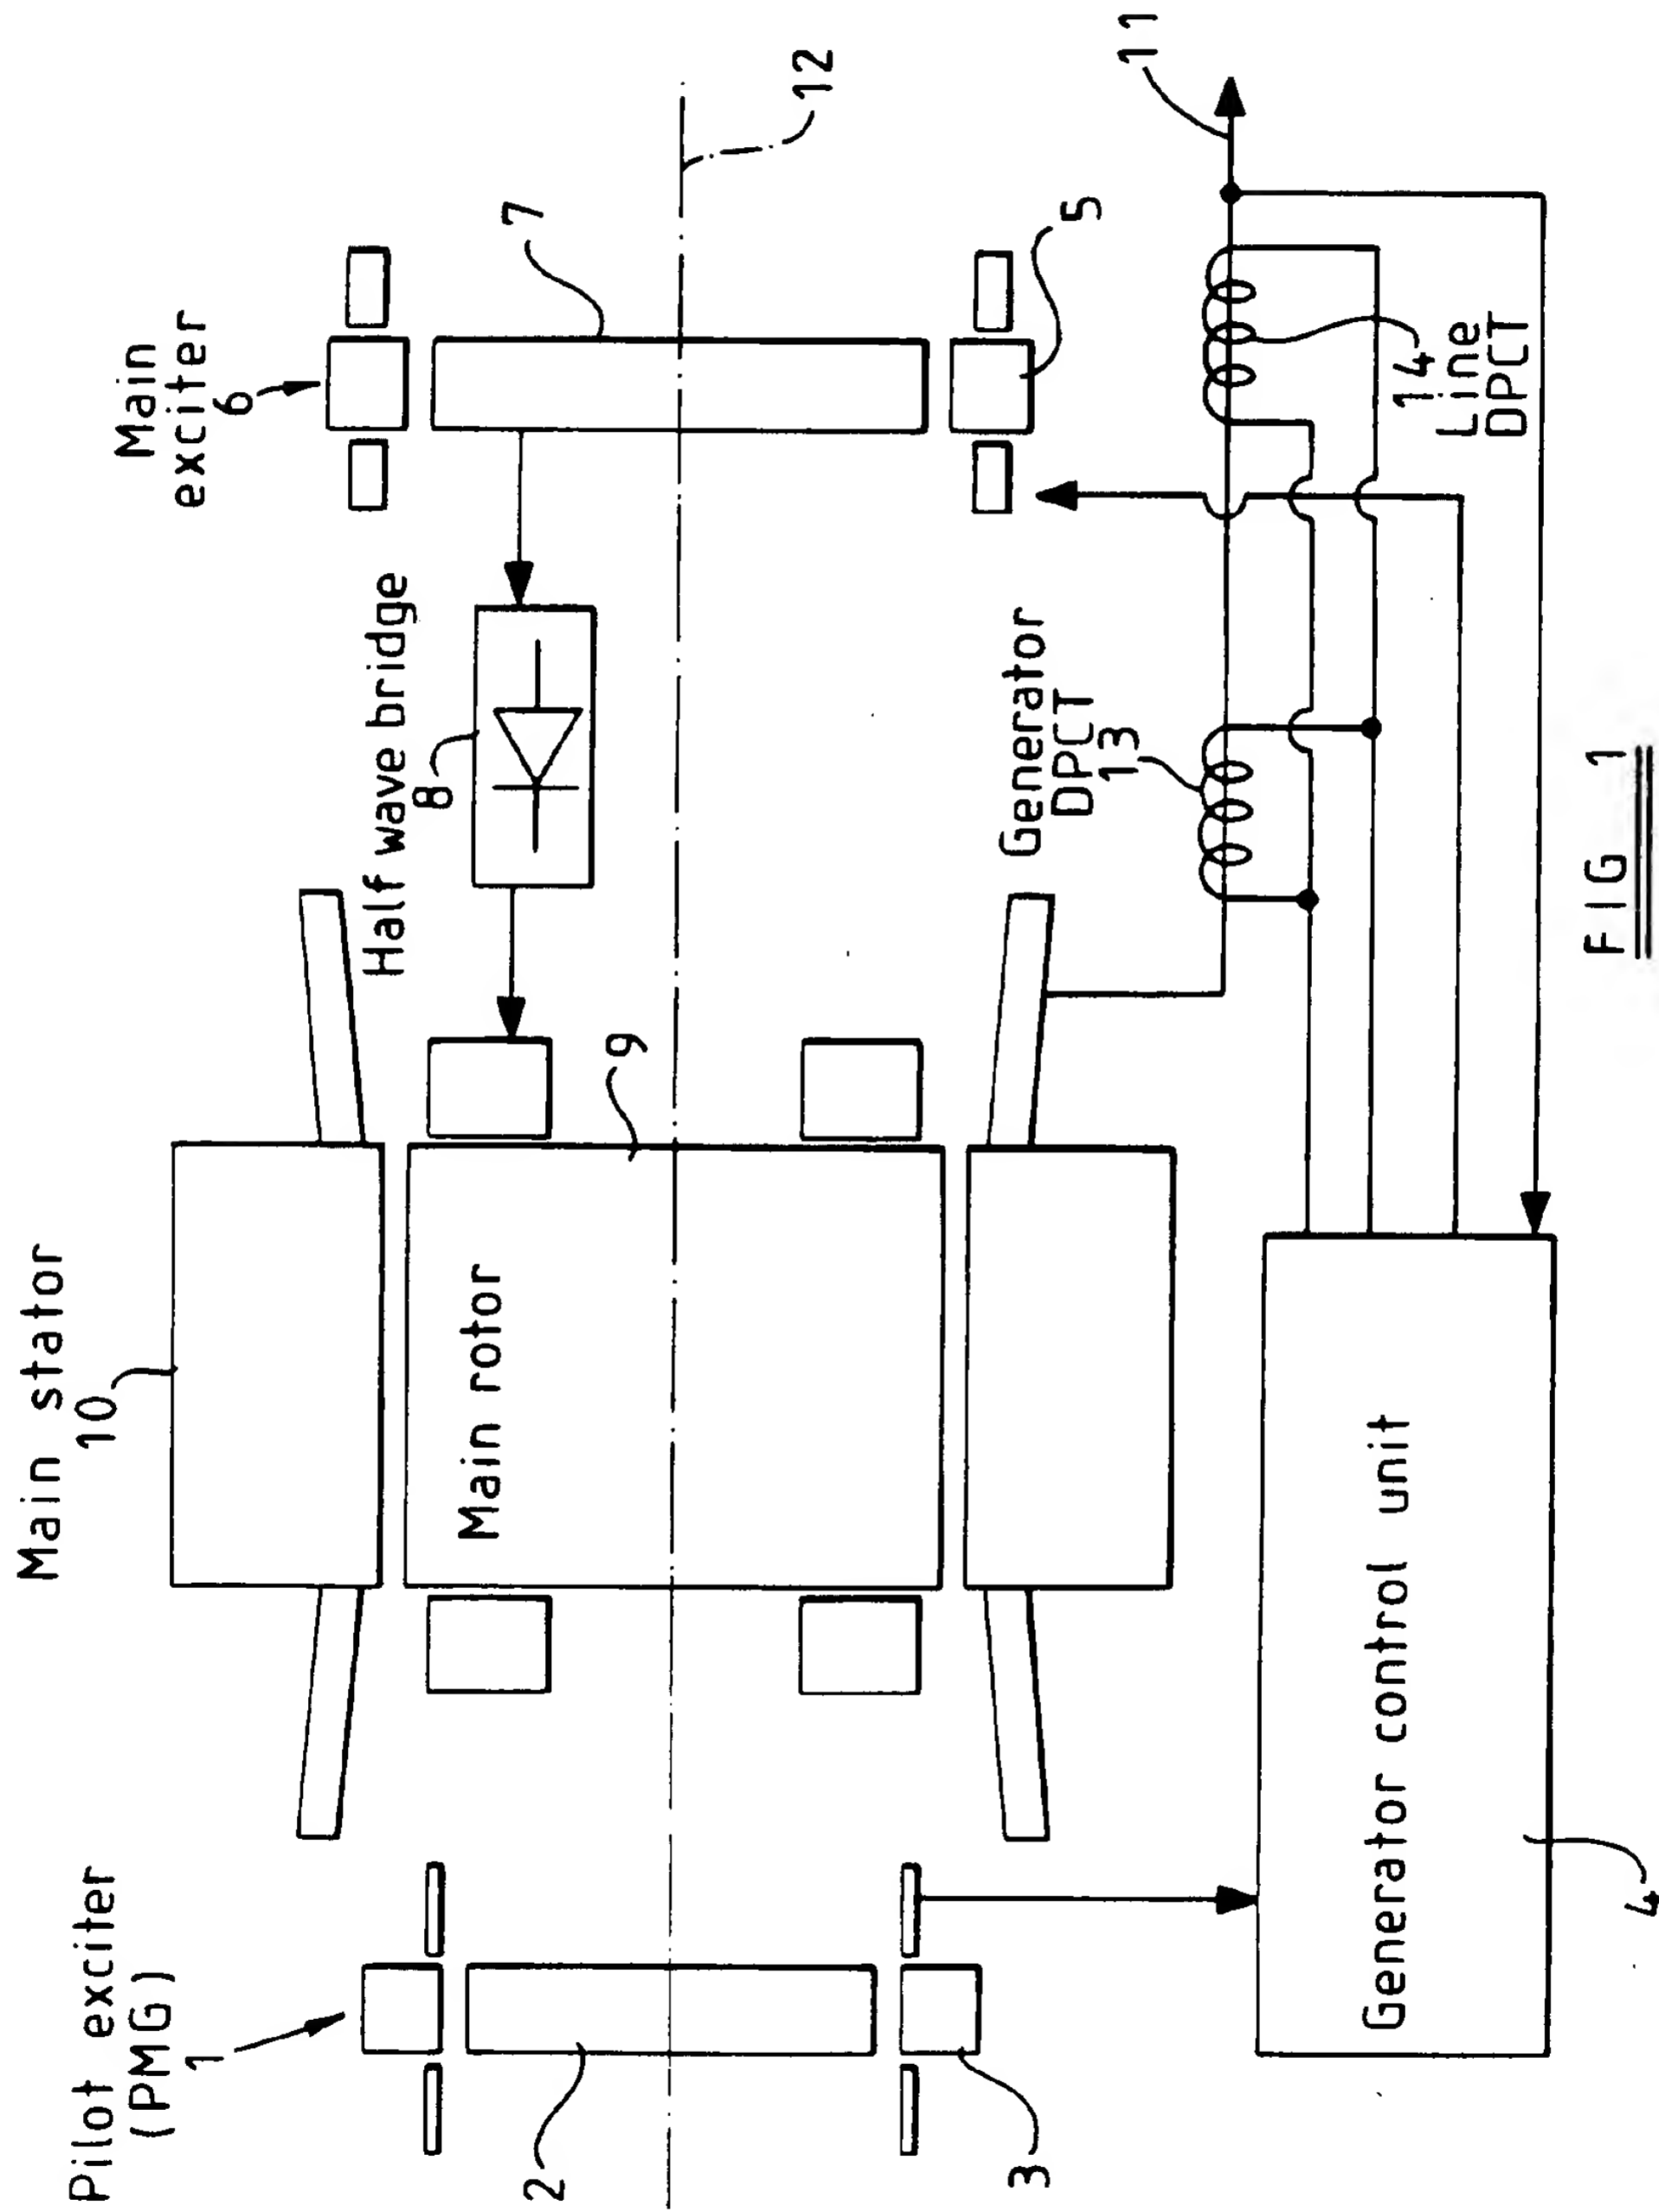 Pilot exciter
(PMG)
1
2
3
Main stator
10
Main rotor
9
Half wave bridge
8
Main
exciter
6
7
12
5
11
Generator
DPCT
13
14
Line
DPCT
Generator control unit
4
FIG 1